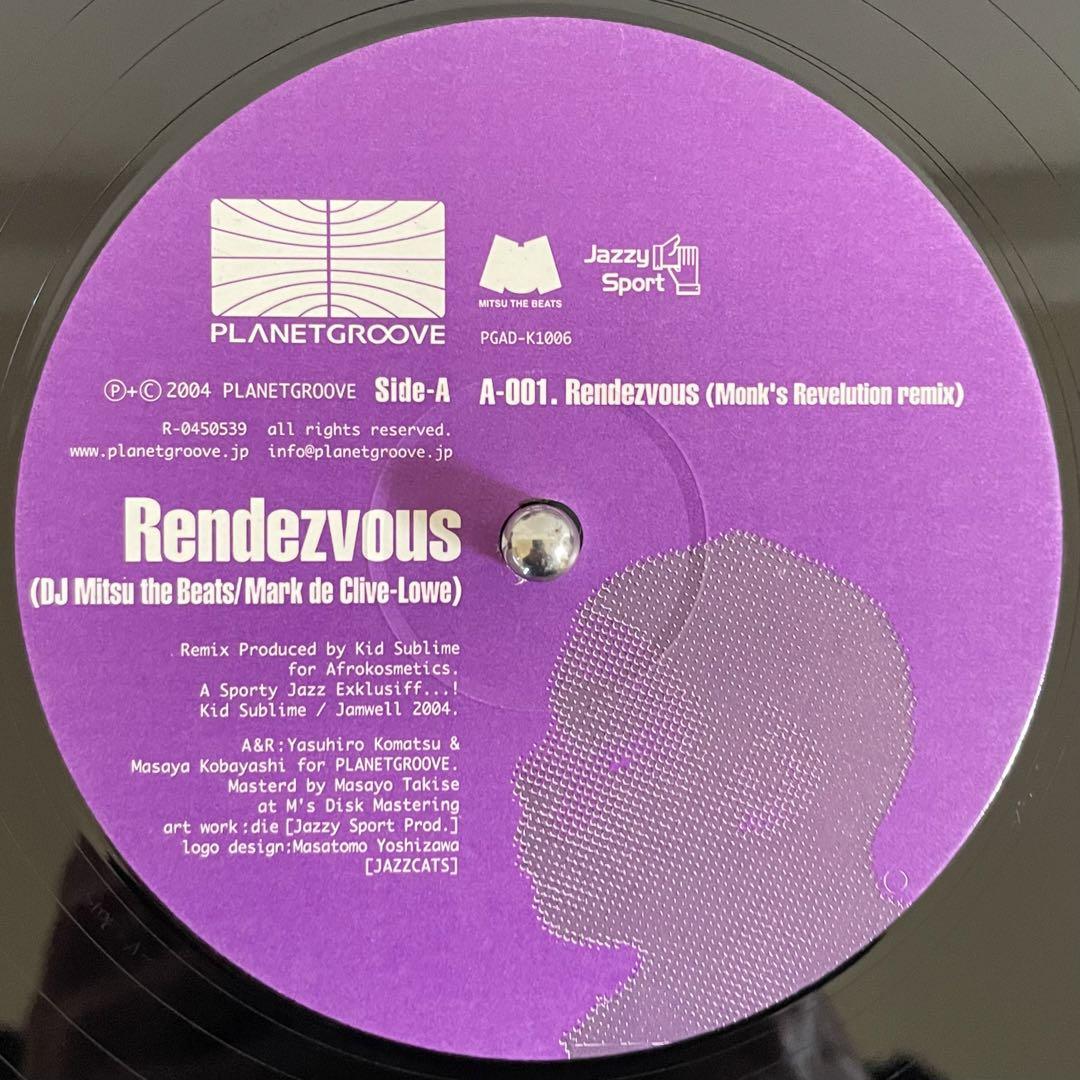 PLANETGROOVE
MITSU THE BEATS
Jazzy
Sport
PGAD-K1006
Ⓟ+Ⓒ 2004 PLANETGROOVE Side-A A-001. Rendezvous (Monk's Revelution remix)
R-0450539 all rights reserved.
www.planetgroove.jp info@planetgroove.jp
Rendezvous
(DJ Mitsu the Beats/Mark de Clive-Lowe)
Remix Produced by Kid Sublime
for Afrokosmetics.
A Sporty Jazz Exklusiff...!
Kid Sublime / Jamwell 2004.
A&R:Yasuhiro Komatsu &
Masaya Kobayashi for PLANETGROOVE.
Masterd by Masayo Takise
at M's Disk Mastering
art work:die [Jazzy Sport Prod.]
logo design:Masatomo Yoshizawa
[JAZZCATS]